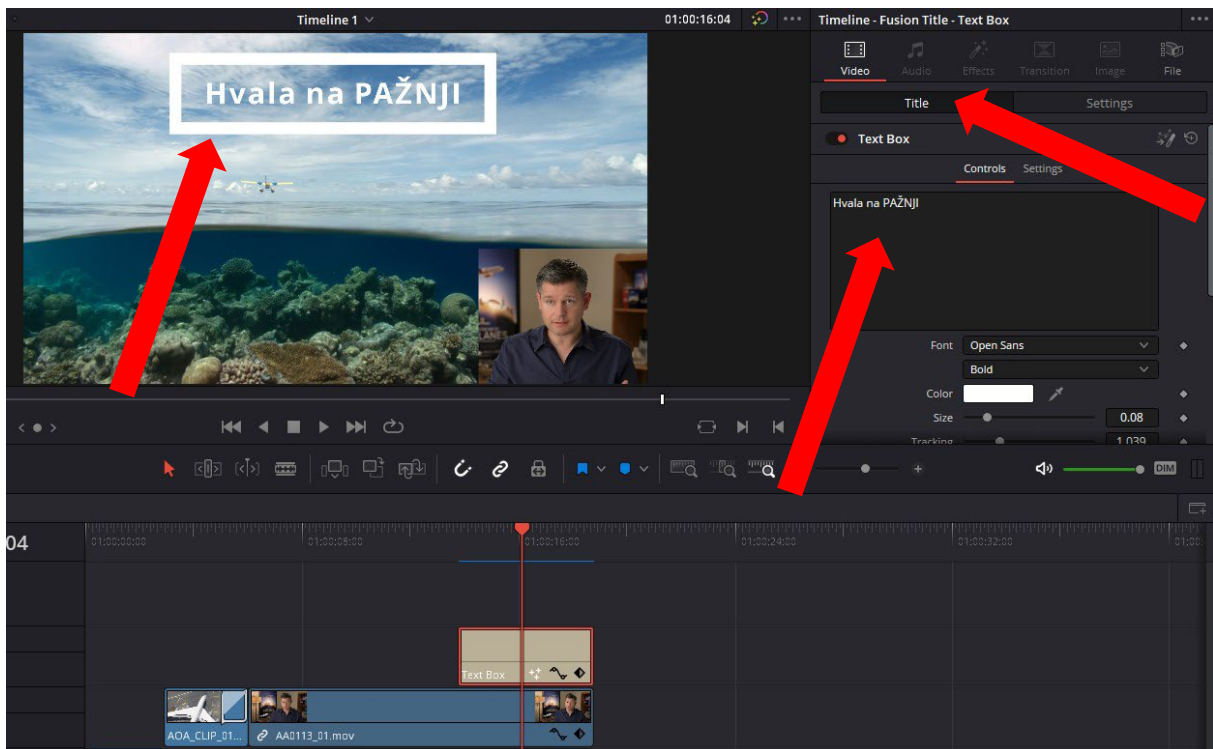 Timeline 1
01:00:16:04
Timeline - Fusion Title - Text Box
Video
Audio
Effects
Transition
Image
File
Title
Settings
Text Box
Controls
Settings
Hvala na PAŽNJI
Hvala na PAŽNJI
Font
Open Sans
Bold
Color
Size
0.08
Tracking
1.039
DIM
04
01:00:00:00
01:00:08:00
01:00:16:00
01:00:24:00
01:00:32:00
01:00
Text Box
AOA_CLIP_01...
AA0113_01.mov